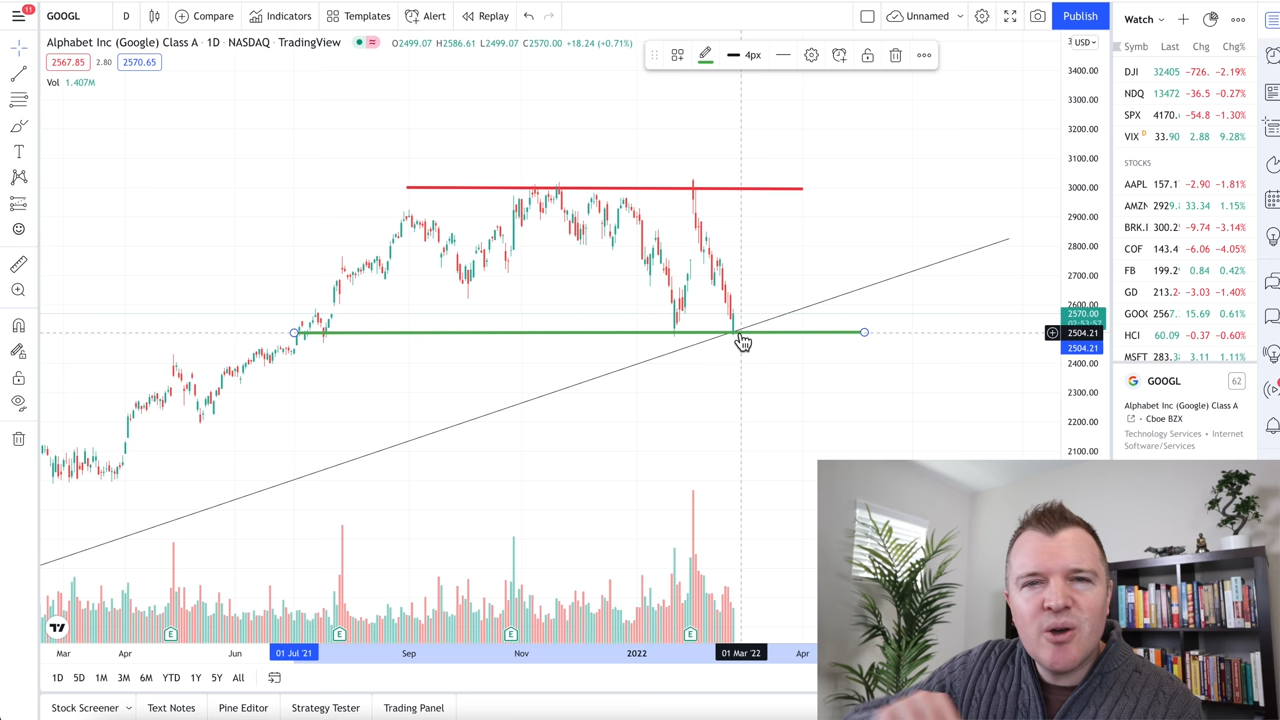 11
GOOGL D Compare Indicators Templates Alert Replay Unnamed Publish Watch
Alphabet Inc (Google) Class A · 1D · NASDAQ · TradingView O2499.07 H2586.61 L2499.07 C2570.00 +18.24 (+0.71%)
4px
USD
2567.85 2.80 2570.65
Vol 1.407M
3400.00
3300.00
3200.00
3100.00
3000.00
2900.00
2800.00
2700.00
2600.00
2570.00
2504.21
2504.21
2400.00
2300.00
2200.00
2100.00
Symb Last Chg Chg%
DJI 32405 -726. -2.19%
NDQ 13472 -36.5 -0.27%
SPX 4170. -54.8 -1.30%
VIX D 33.90 2.88 9.28%
STOCKS
AAPL 157.1 -2.90 -1.81%
AMZN 2929. 33.34 1.15%
BRK.I 300.2 -9.74 -3.14%
COF 143.4 -6.06 -4.05%
FB 199.2 0.84 0.42%
GD 213.2 -3.03 -1.40%
GOO 2567. 15.69 0.61%
HCI 60.09 -0.37 -0.60%
MSFT 283.3 3.11 1.11%
G GOOGL 62
Alphabet Inc (Google) Class A
• Cboe BZX
Technology Services • Internet
Software/Services
E E E E
Mar Apr Jun 01 Jul '21 Sep Nov 2022 01 Mar '22 Apr
1D 5D 1M 3M 6M YTD 1Y 5Y All
Stock Screener Text Notes Pine Editor Strategy Tester Trading Panel